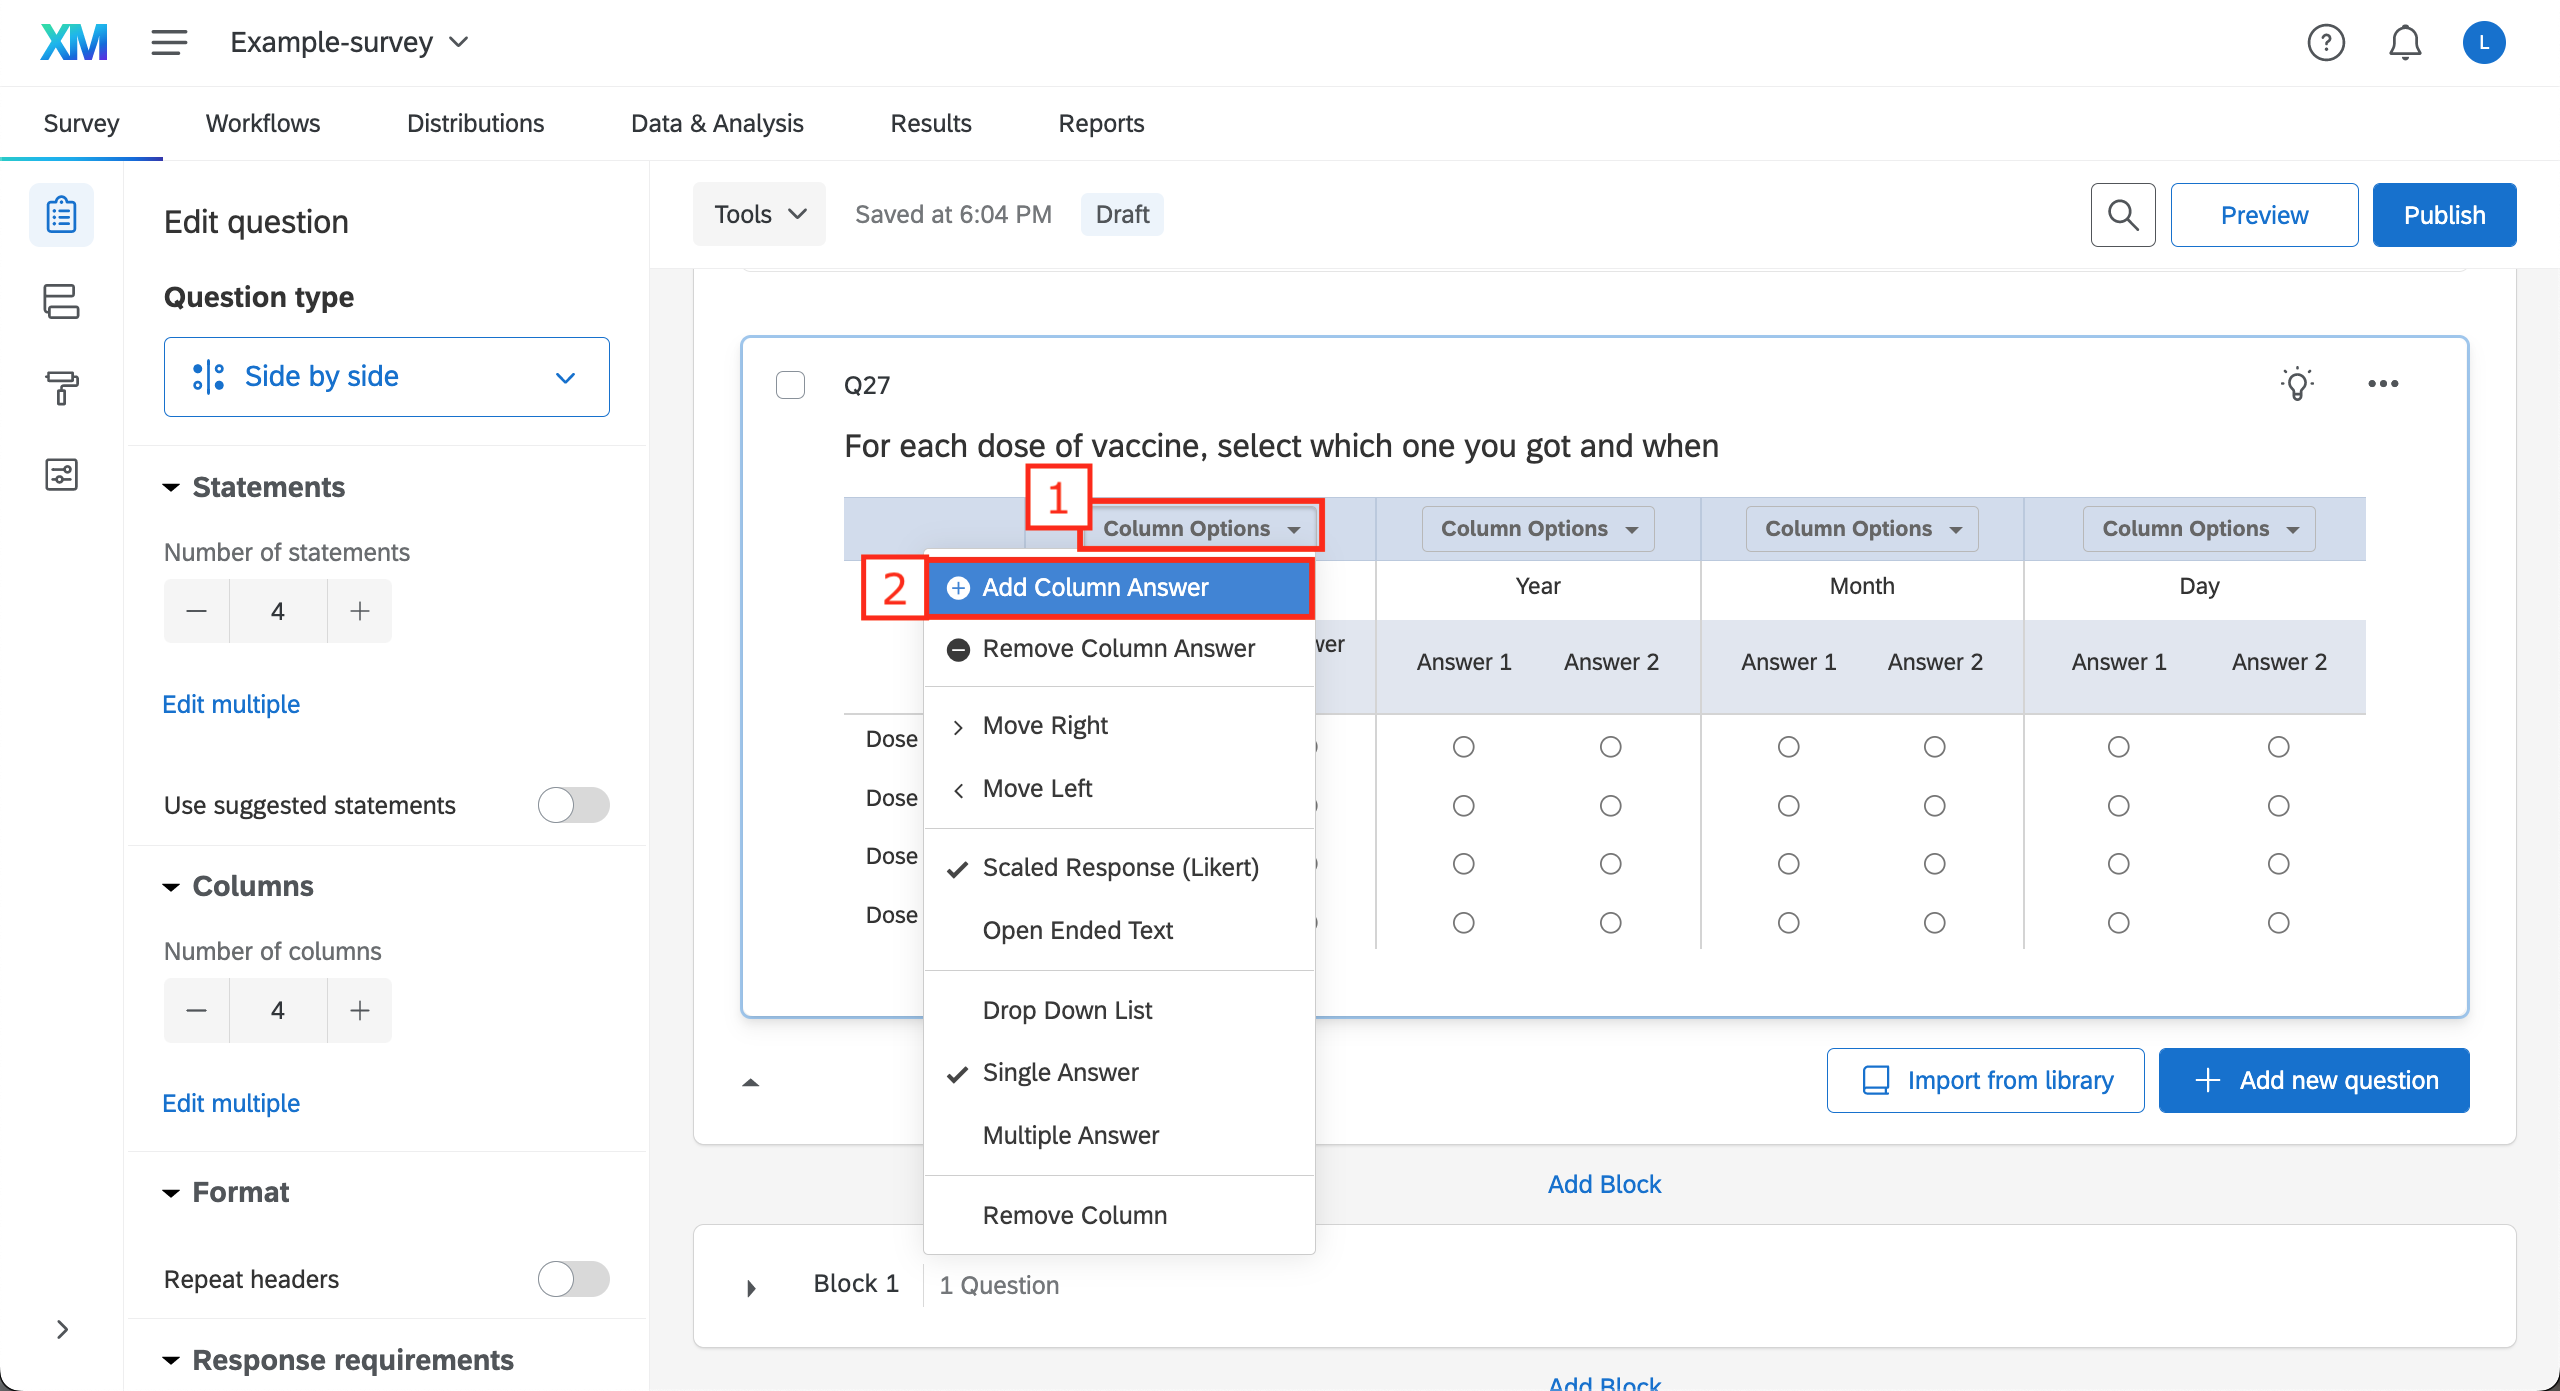 XM Example-survey
L
Survey Workflows Distributions Data & Analysis Results Reports
Edit question
Question type
Side by side
Statements
Number of statements
4
Edit multiple
Use suggested statements
Columns
Number of columns
4
Edit multiple
Format
Repeat headers
Response requirements
Tools Saved at 6:04 PM Draft Preview Publish
Q27
For each dose of vaccine, select which one you got and when
1
Column Options Column Options Column Options Column Options
2
Add Column Answer
Remove Column Answer
Move Right
Move Left
Scaled Response (Likert)
Open Ended Text
Drop Down List
Single Answer
Multiple Answer
Remove Column
Year Month Day
wer Answer 1 Answer 2 Answer 1 Answer 2 Answer 1 Answer 2
Dose
Dose
Dose
Dose
Import from library Add new question
Add Block
Block 1 1 Question
Add Block